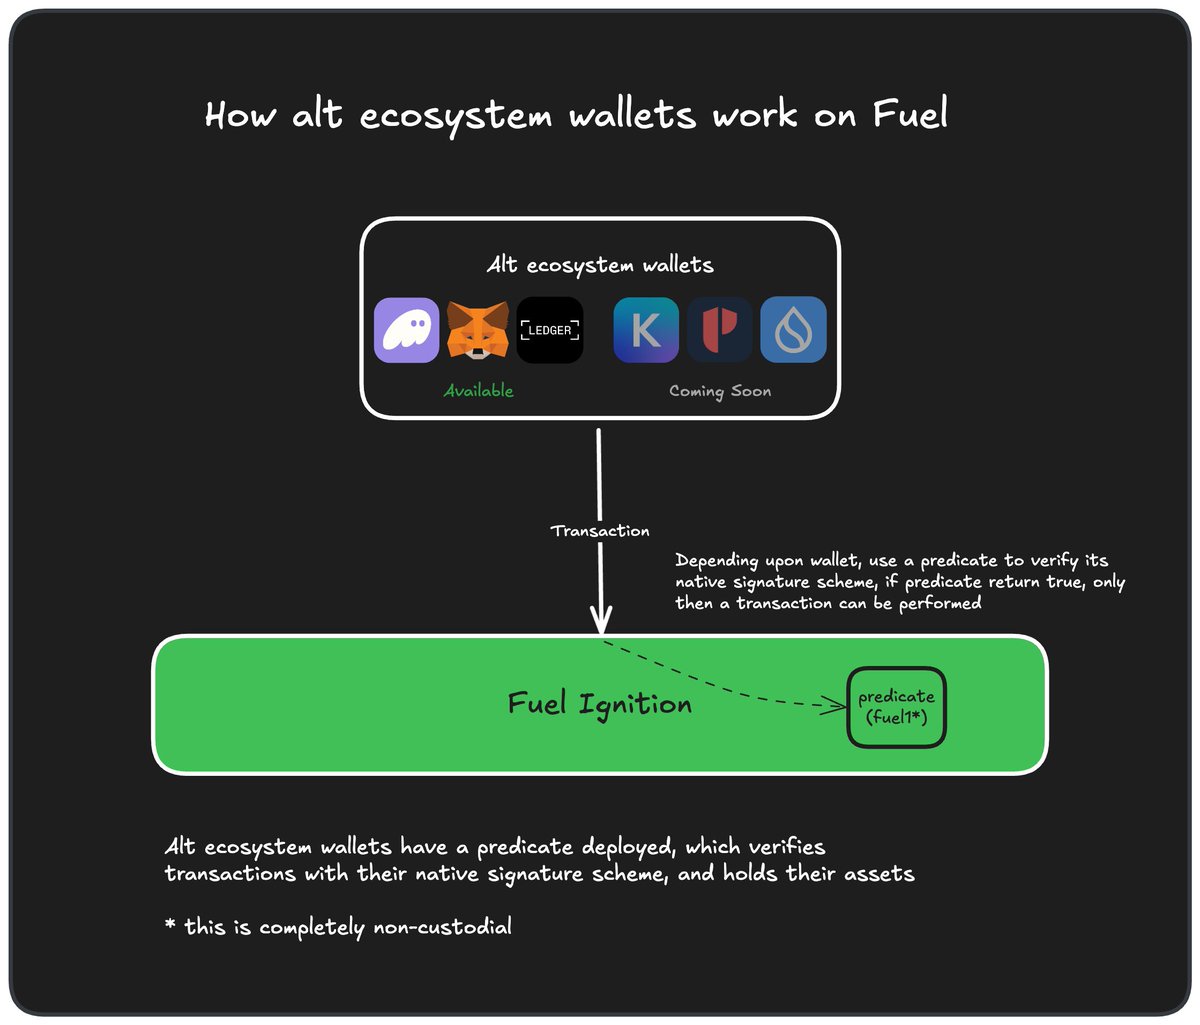 How alt ecosystem wallets work on Fuel
Alt ecosystem wallets
LEDGER
K
Available
Coming Soon
Transaction
Depending upon wallet, use a predicate to verify its
native signature scheme, if predicate return true, only
then a transaction can be performed
Fuel Ignition
predicate
(fuel1*)
Alt ecosystem wallets have a predicate deployed, which verifies
transactions with their native signature scheme, and holds their assets
* this is completely non-custodial